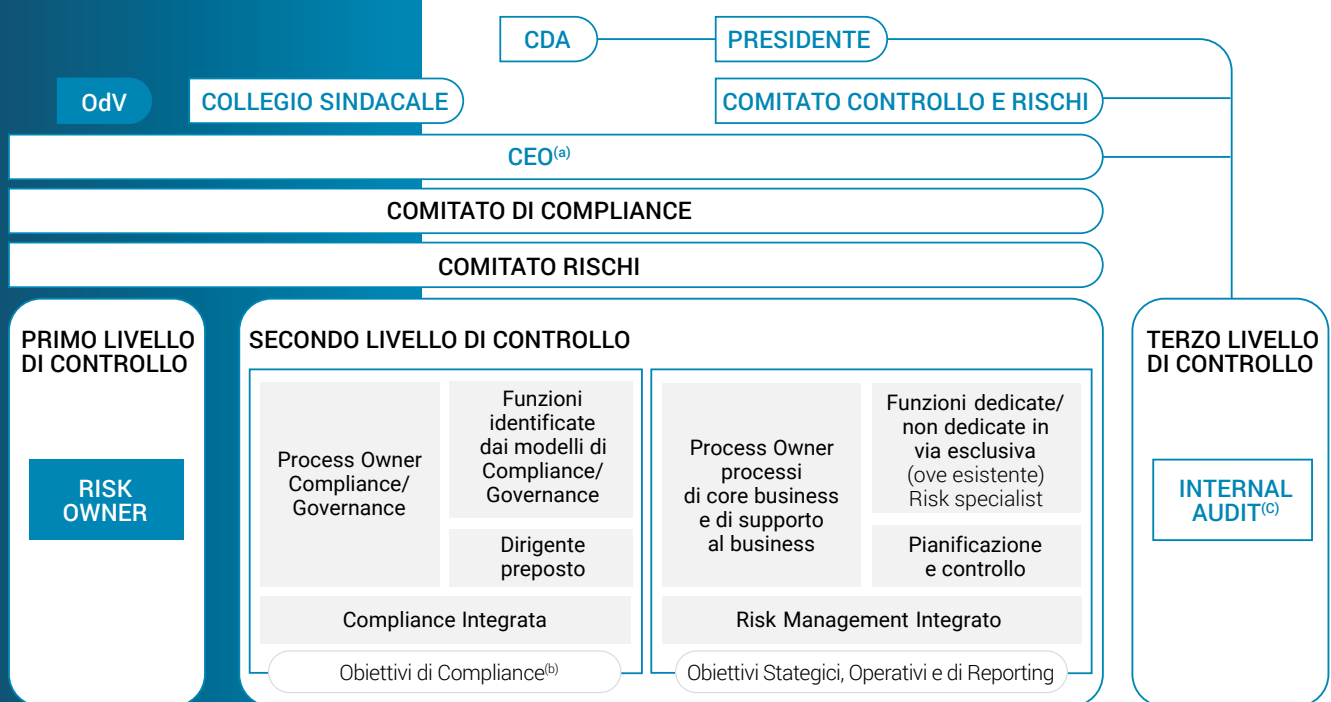 CDA
PRESIDENTE
OdV
COLLEGIO SINDACALE
COMITATO CONTROLLO E RISCHI
CEO(a)
COMITATO DI COMPLIANCE
COMITATO RISCHI
PRIMO LIVELLO
DI CONTROLLO
RISK
OWNER
SECONDO LIVELLO DI CONTROLLO
Process Owner
Compliance/
Governance
Funzioni
identificate
dai modelli di
Compliance/
Governance
Dirigente
preposto
Compliance Integrata
Obiettivi di Compliance(b)
Process Owner
processi
di core business
e di supporto
al business
Funzioni dedicate/
non dedicate in
via esclusiva
(ove esistente)
Risk specialist
Pianificazione
e controllo
Risk Management Integrato
Obiettivi Stategici, Operativi e di Reporting
TERZO LIVELLO
DI CONTROLLO
INTERNAL
AUDIT(C)